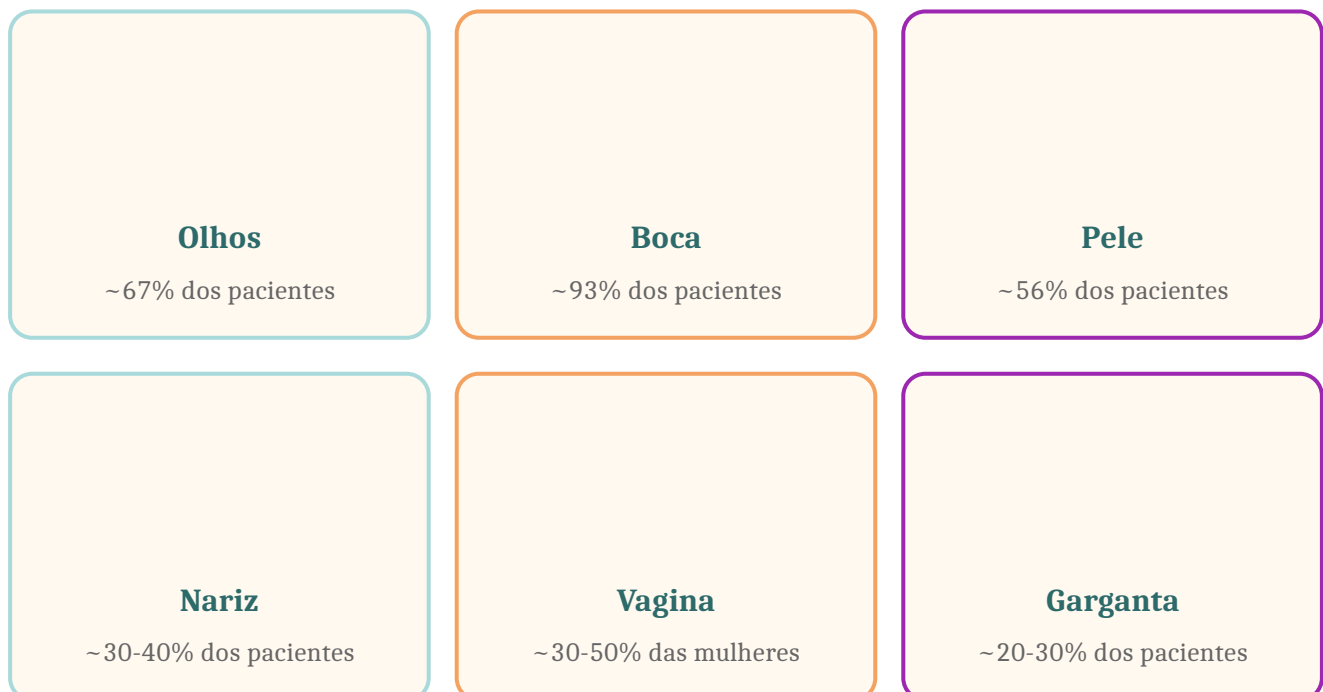 Olhos
~67% dos pacientes
Boca
~93% dos pacientes
Pele
~56% dos pacientes
Nariz
~30-40% dos pacientes
Vagina
~30-50% das mulheres
Garganta
~20-30% dos pacientes